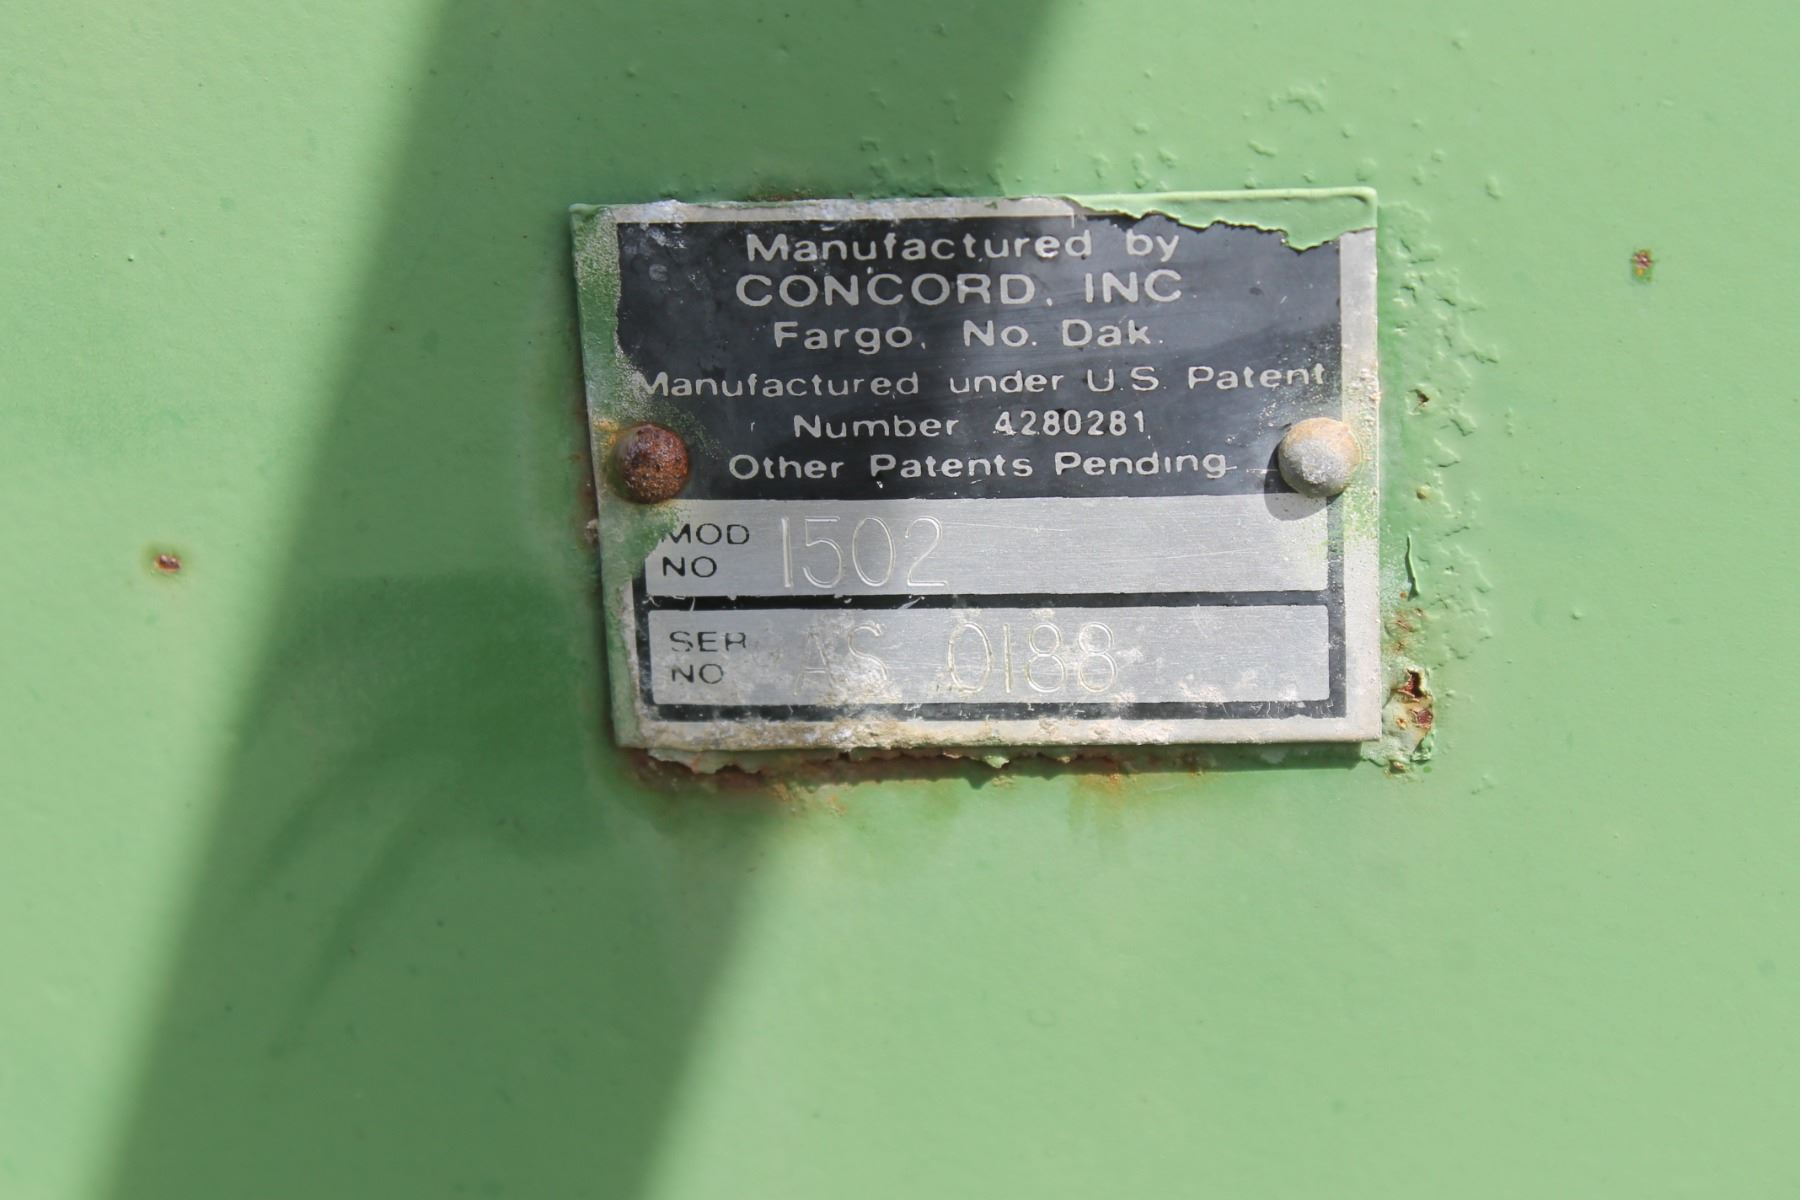 Manufactured by
CONCORD, INC
Fargo, No. Dak.
Manufactured under U.S. Patent
Number 4280281
Other Patents Pending
MOD NO 1502
SER NO AS 0188